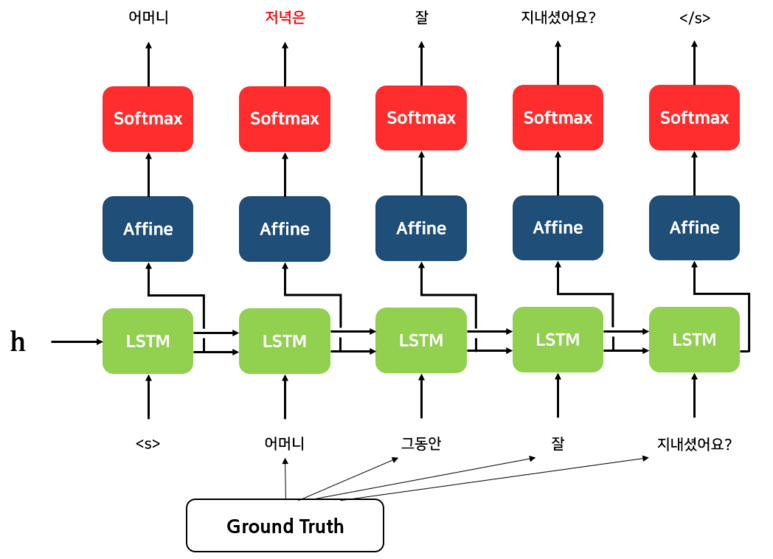 어머니 저녁은 잘 지내셨어요? </s>
Softmax Softmax Softmax Softmax Softmax
Affine Affine Affine Affine Affine
h LSTM LSTM LSTM LSTM LSTM
<s> 어머니 그동안 잘 지내셨어요?
Ground Truth